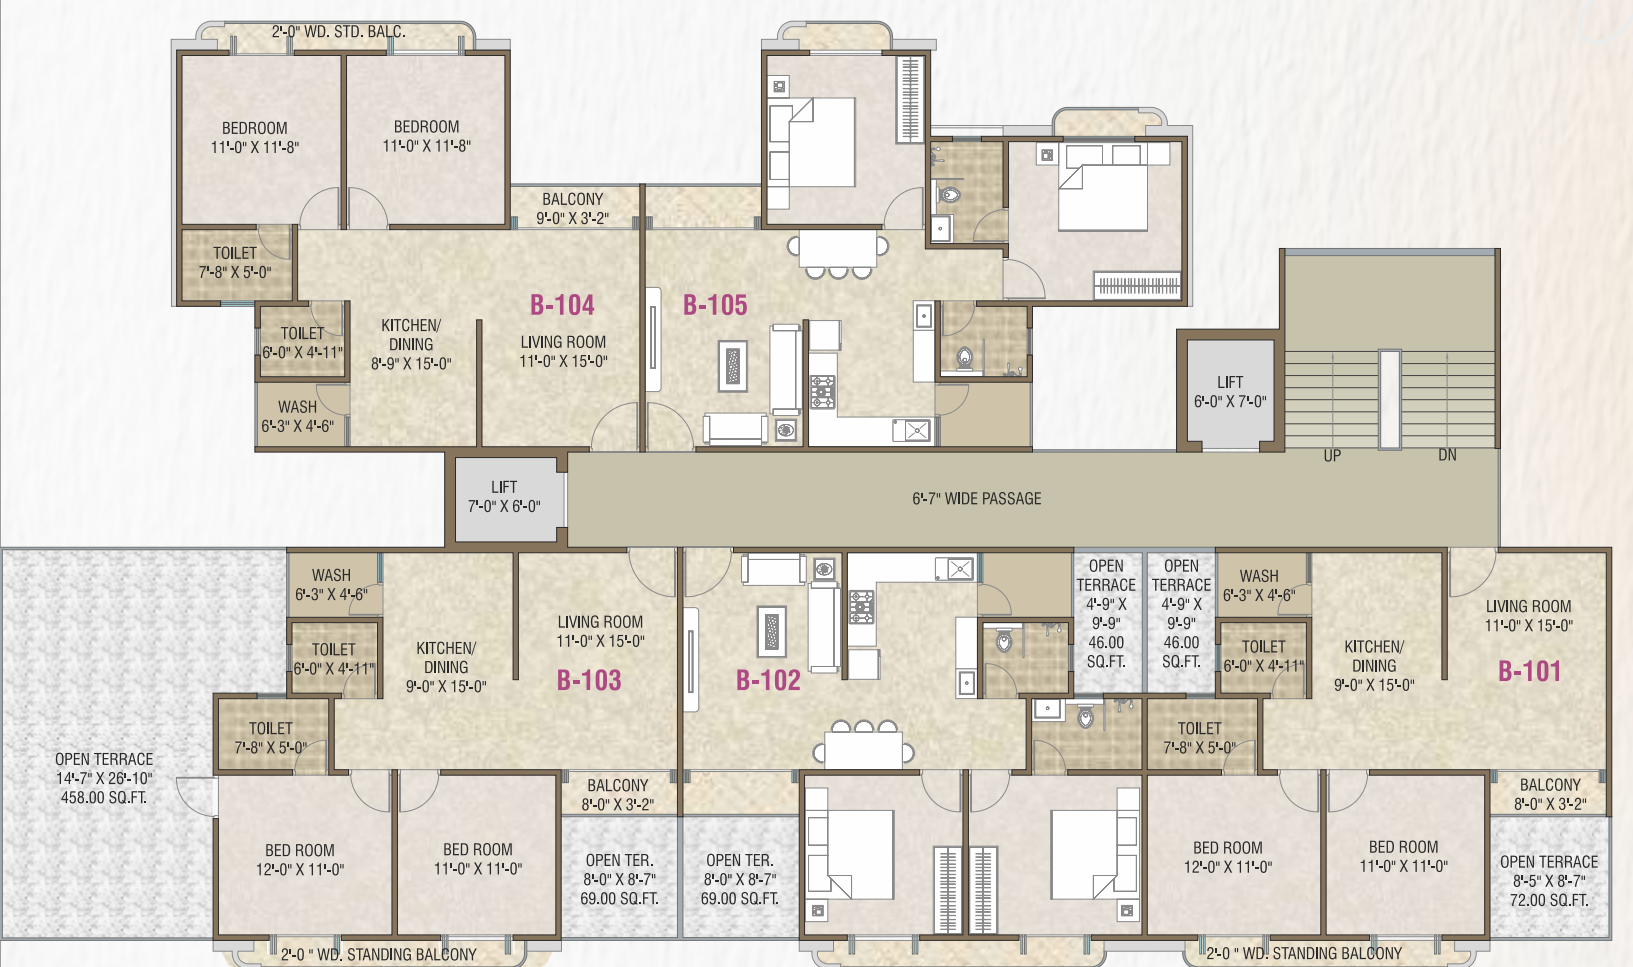 2'-0" WD. STD. BALC.
BEDROOM
11'-0" X 11'-8"
BEDROOM
11'-0" X 11'-8"
BALCONY
9'-0" X 3'-2"
TOILET
7'-8" X 5'-0"
TOILET
6'-0" X 4'-11"
KITCHEN/
DINING
8'-9" X 15'-0"
B-104
LIVING ROOM
11'-0" X 15'-0"
B-105
WASH
6'-3" X 4'-6"
LIFT
6'-0" X 7'-0"
UP
DN
LIFT
7'-0" X 6'-0"
6'-7" WIDE PASSAGE
OPEN TERRACE
14'-7" X 26'-10"
458.00 SQ.FT.
WASH
6'-3" X 4'-6"
TOILET
6'-0" X 4'-11"
TOILET
7'-8" X 5'-0"
KITCHEN/
DINING
9'-0" X 15'-0"
LIVING ROOM
11'-0" X 15'-0"
B-103
BALCONY
8'-0" X 3'-2"
BED ROOM
12'-0" X 11'-0"
BED ROOM
11'-0" X 11'-0"
OPEN TER.
8'-0" X 8'-7"
69.00 SQ.FT.
2'-0 " WD. STANDING BALCONY
B-102
OPEN TER.
8'-0" X 8'-7"
69.00 SQ.FT.
OPEN
TERRACE
4'-9" X
9'-9"
46.00
SQ.FT.
OPEN
TERRACE
4'-9" X
9'-9"
46.00
SQ.FT.
WASH
6'-3" X 4'-6"
TOILET
6'-0" X 4'-11"
TOILET
7'-8" X 5'-0"
KITCHEN/
DINING
9'-0" X 15'-0"
LIVING ROOM
11'-0" X 15'-0"
B-101
BALCONY
8'-0" X 3'-2"
BED ROOM
12'-0" X 11'-0"
BED ROOM
11'-0" X 11'-0"
OPEN TERRACE
8'-5" X 8'-7"
72.00 SQ.FT.
2'-0 " WD. STANDING BALCONY